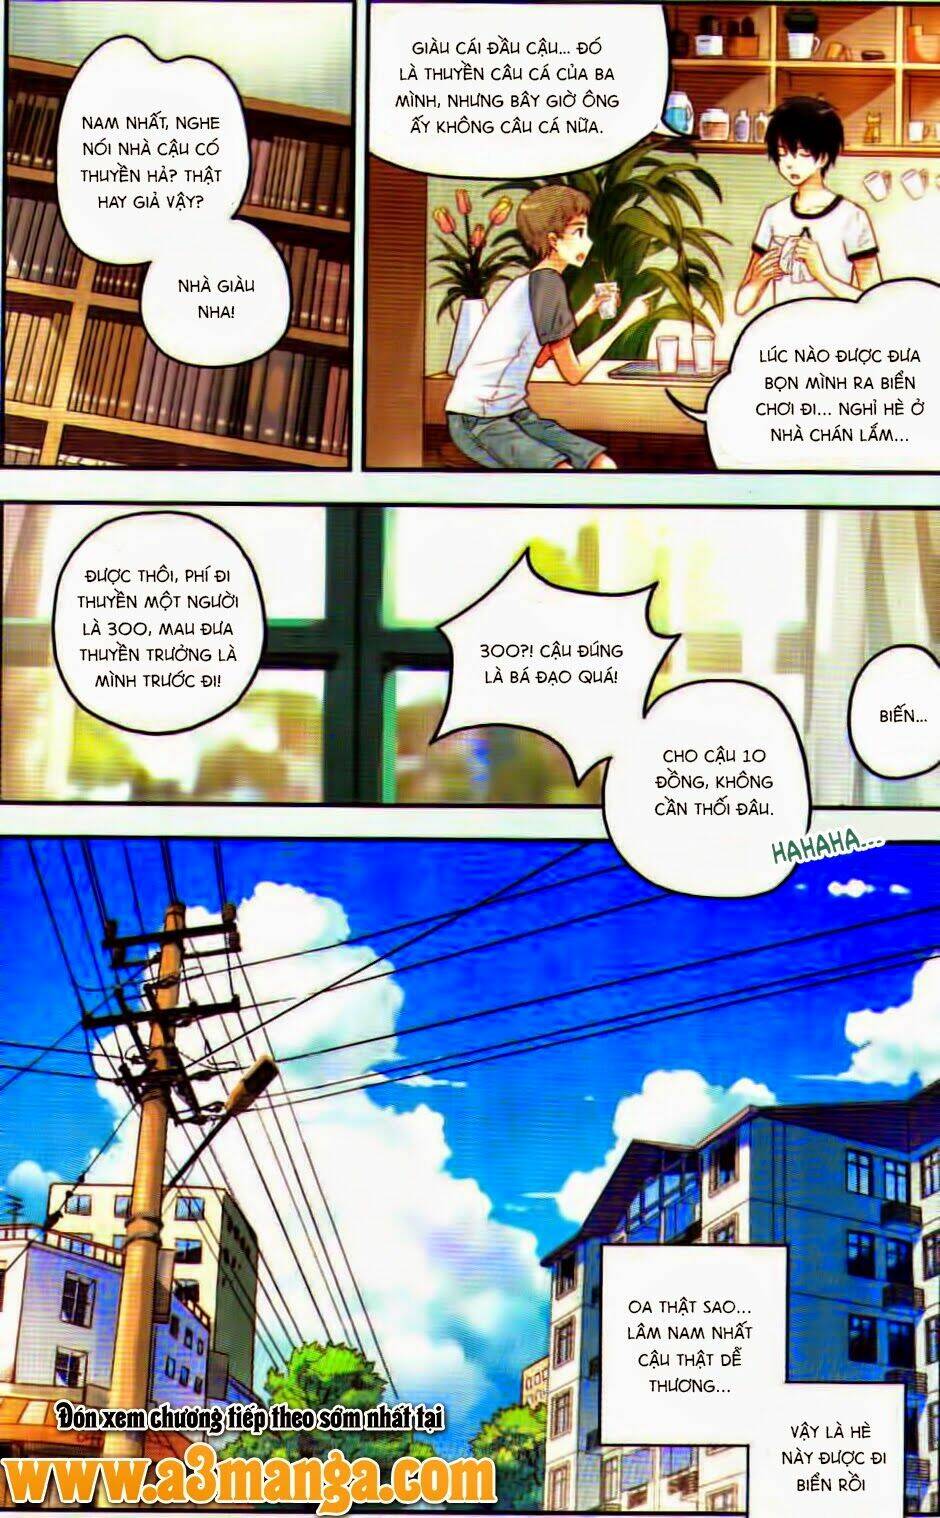 NAM NHẤT, NGHE
NÓI NHÀ CẬU CÓ
THUYỀN HẢ? THẬT
HAY GIẢ VẬY?
NHÀ GIÀU
NHA!
GIÀU CÁI ĐẦU CẬU... ĐÓ
LÀ THUYỀN CÂU CÁ CỦA BA
MÌNH, NHƯNG BÂY GIỜ ÔNG
ẤY KHÔNG CÂU CÁ NỮA.
LÚC NÀO ĐƯỢC ĐƯA
BỌN MÌNH RA BIỂN
CHƠI ĐI... NGHỈ HÈ Ở
NHÀ CHÁN LẮM...
ĐƯỢC THÔI, PHÍ ĐI
THUYỀN MỘT NGƯỜI
LÀ 300, MAU ĐƯA
THUYỀN TRƯỞNG LÀ
MÌNH TRƯỚC ĐI!
300?! CẬU ĐÚNG
LÀ BÁ ĐẠO QUÁ!
CHO CẬU 10
ĐỒNG, KHÔNG
CẦN THỐI ĐÂU.
BIẾN...
HAHAHA...
OA THẬT SAO...
LÂM NAM NHẤT
CẬU THẬT DỄ
THƯƠNG...
VẬY LÀ HÈ
NÀY ĐƯỢC ĐI
BIỂN RỒI
Đón xem chương tiếp theo sớm nhất tại
www.a3manga.com